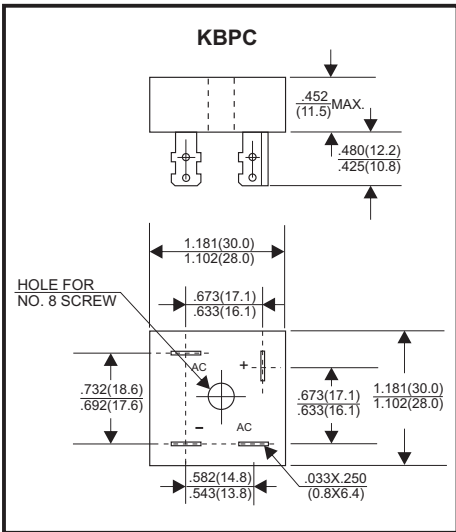 KBPC
.452
(11.5)
MAX.
.480(12.2)
.425(10.8)
1.181(30.0)
1.102(28.0)
HOLE FOR
NO. 8 SCREW
.673(17.1)
.633(16.1)
AC
+
.732(18.6)
.692(17.6)
.673(17.1)
.633(16.1)
1.181(30.0)
1.102(28.0)
–
AC
.582(14.8)
.543(13.8)
.033X.250
(0.8X6.4)